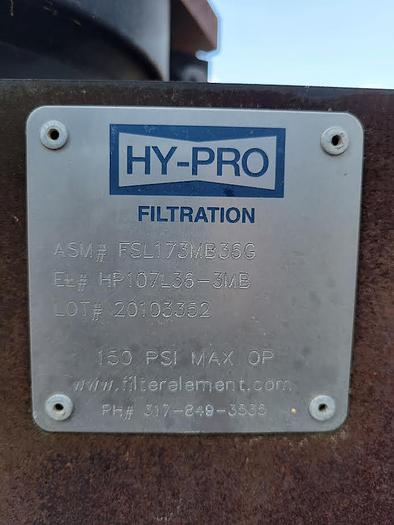 HY-PRO
FILTRATION
ASM# FSL173MB36G
EL# HP107L36-3MB
LOT# 20103352
150 PSI MAX OP
www.filterelement.com
PH# 317-849-3535